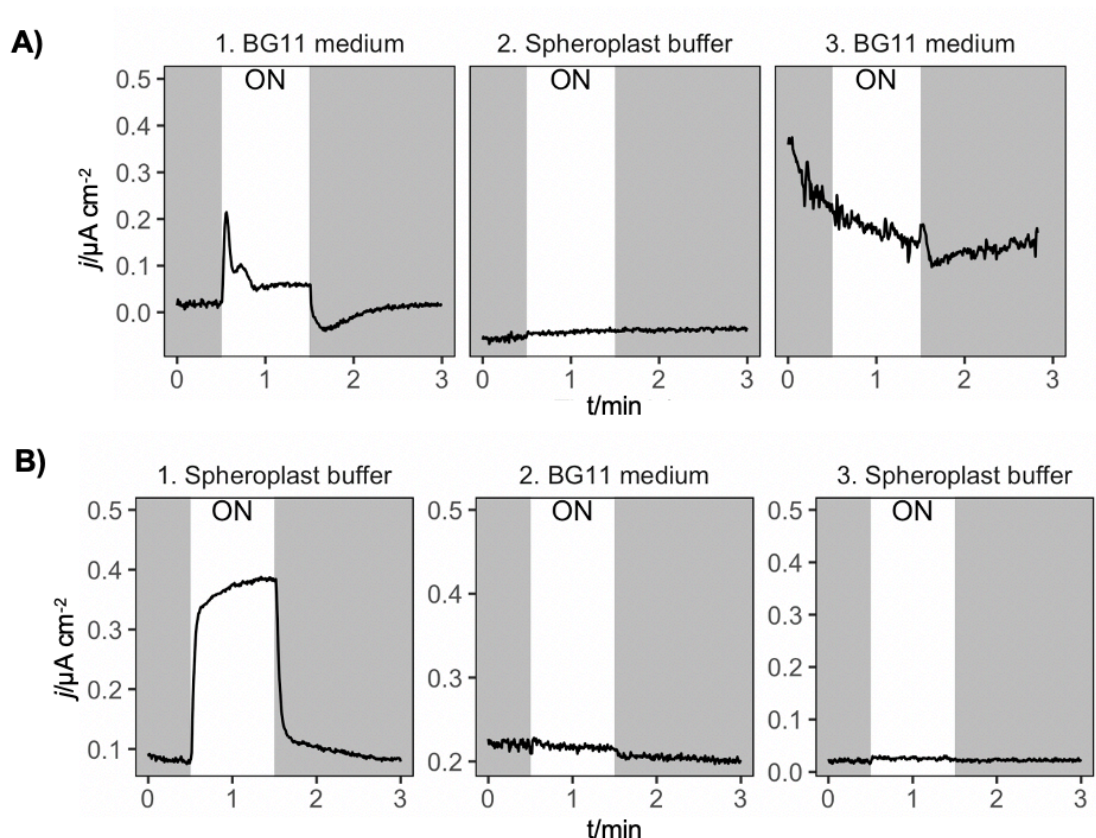 A)
1. BG11 medium
2. Spheroplast buffer
3. BG11 medium
ON
ON
ON
0.5
0.4
0.3
0.2
0.1
0.0
j/µA cm-2
0 1 2 3
0 1 2 3
0 1 2 3
t/min
B)
1. Spheroplast buffer
2. BG11 medium
3. Spheroplast buffer
ON
ON
ON
0.5
0.4
0.3
0.2
0.1
0.5
0.4
0.3
0.2
0.5
0.4
0.3
0.2
0.1
0.0
j/µA cm-2
0 1 2 3
0 1 2 3
0 1 2 3
t/min